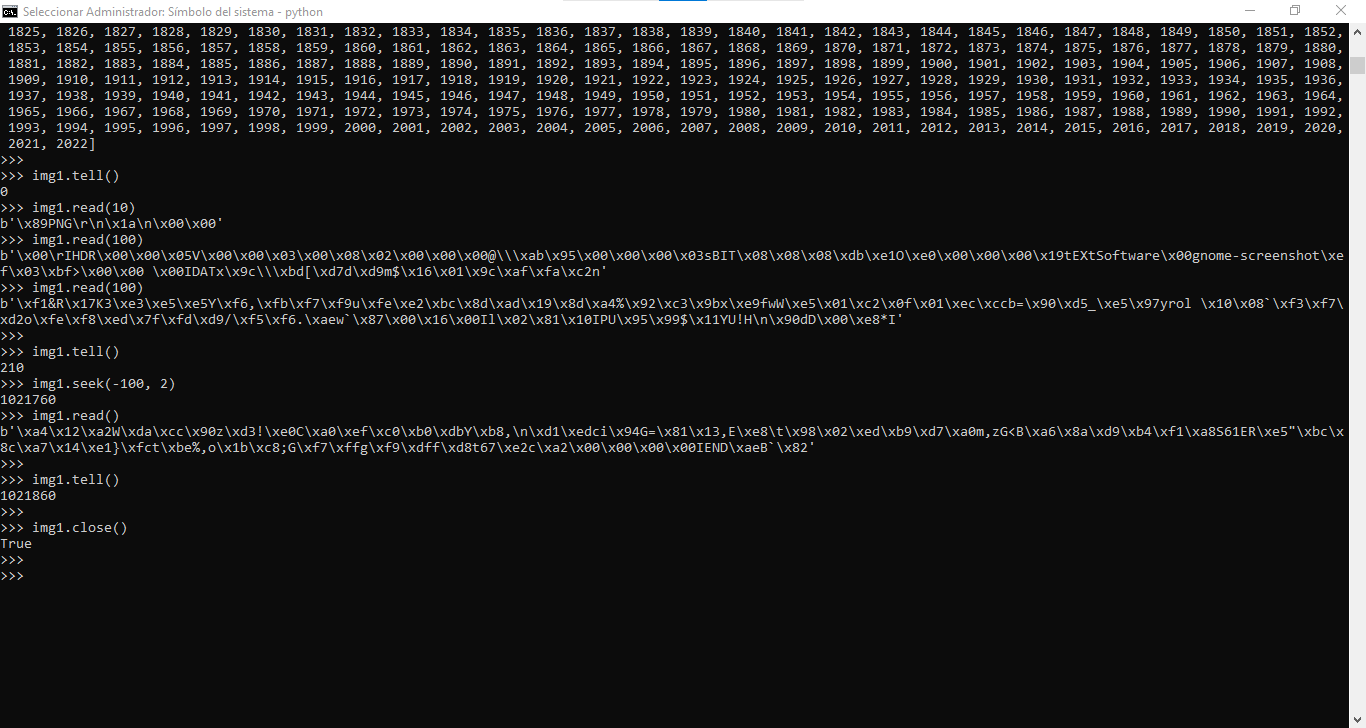 Seleccionar Administrador: Símbolo del sistema - python
1825, 1826, 1827, 1828, 1829, 1830, 1831, 1832, 1833, 1834, 1835, 1836, 1837, 1838, 1839, 1840, 1841, 1842, 1843, 1844, 1845, 1846, 1847, 1848, 1849, 1850, 1851, 1852,
1853, 1854, 1855, 1856, 1857, 1858, 1859, 1860, 1861, 1862, 1863, 1864, 1865, 1866, 1867, 1868, 1869, 1870, 1871, 1872, 1873, 1874, 1875, 1876, 1877, 1878, 1879, 1880,
1881, 1882, 1883, 1884, 1885, 1886, 1887, 1888, 1889, 1890, 1891, 1892, 1893, 1894, 1895, 1896, 1897, 1898, 1899, 1900, 1901, 1902, 1903, 1904, 1905, 1906, 1907, 1908,
1909, 1910, 1911, 1912, 1913, 1914, 1915, 1916, 1917, 1918, 1919, 1920, 1921, 1922, 1923, 1924, 1925, 1926, 1927, 1928, 1929, 1930, 1931, 1932, 1933, 1934, 1935, 1936,
1937, 1938, 1939, 1940, 1941, 1942, 1943, 1944, 1945, 1946, 1947, 1948, 1949, 1950, 1951, 1952, 1953, 1954, 1955, 1956, 1957, 1958, 1959, 1960, 1961, 1962, 1963, 1964,
1965, 1966, 1967, 1968, 1969, 1970, 1971, 1972, 1973, 1974, 1975, 1976, 1977, 1978, 1979, 1980, 1981, 1982, 1983, 1984, 1985, 1986, 1987, 1988, 1989, 1990, 1991, 1992,
1993, 1994, 1995, 1996, 1997, 1998, 1999, 2000, 2001, 2002, 2003, 2004, 2005, 2006, 2007, 2008, 2009, 2010, 2011, 2012, 2013, 2014, 2015, 2016, 2017, 2018, 2019, 2020,
2021, 2022]
>>>
>>> img1.tell()
0
>>> img1.read(10)
b'\x89PNG\r\n\x1a\n\x00\x00'
>>> img1.read(100)
b'\x00\rIHDR\x00\x00\x05V\x00\x00\x03\x00\x08\x02\x00\x00\x00@\\\xab\x95\x00\x00\x00\x03sBIT\x08\x08\x08\xdb\xe1O\xe0\x00\x00\x00\x19tEXtSoftware\x00gnome-screenshot\xe
f\x03\xbf>\x00\x00 \x00IDATx\x9c\\\xbd[\xd7d\xd9m$\x16\x01\x9c\xaf\xfa\xc2n'
>>> img1.read(100)
b'\xf1&R\x17K3\xe3\xe5\xe5Y\xf6,\xfb\xf7\xf9u\xfe\xe2\xbc\x8d\xad\x19\x8d\xa4%\x92\xc3\x9bx\xe9fwW\xe5\x01\xc2\x0f\x01\xec\xccb=\x90\xd5_\xe5\x97yrol \x10\x08`\xf3\xf7\
xd2o\xfe\xf8\xed\x7f\xfd\xd9/\xf5\xf6.\xaew`\x87\x00\x16\x00Il\x02\x81\x10IPU\x95\x99$\x11YU!H\n\x90dD\x00\xe8*I'
>>>
>>> img1.tell()
210
>>> img1.seek(-100, 2)
1021760
>>> img1.read()
b'\xa4\x12\xa2W\xda\xcc\x90z\xd3!\xe0C\xa0\xef\xc0\xb0\xdbY\xb8,\n\xd1\xedci\x94G=\x81\x13,E\xe8\t\x98\x02\xed\xb9\xd7\xa0m,zG<B\xa6\x8a\xd9\xb4\xf1\xa8S61ER\xe5"\xbc\x
8c\xa7\x14\xe1}\xfct\xbe%,o\x1b\xc8;G\xf7\xffg\xf9\xdff\xd8t67\xe2c\xa2\x00\x00\x00\x00IEND\xaeB`\x82'
>>>
>>> img1.tell()
1021860
>>>
>>> img1.close()
True
>>>
>>>